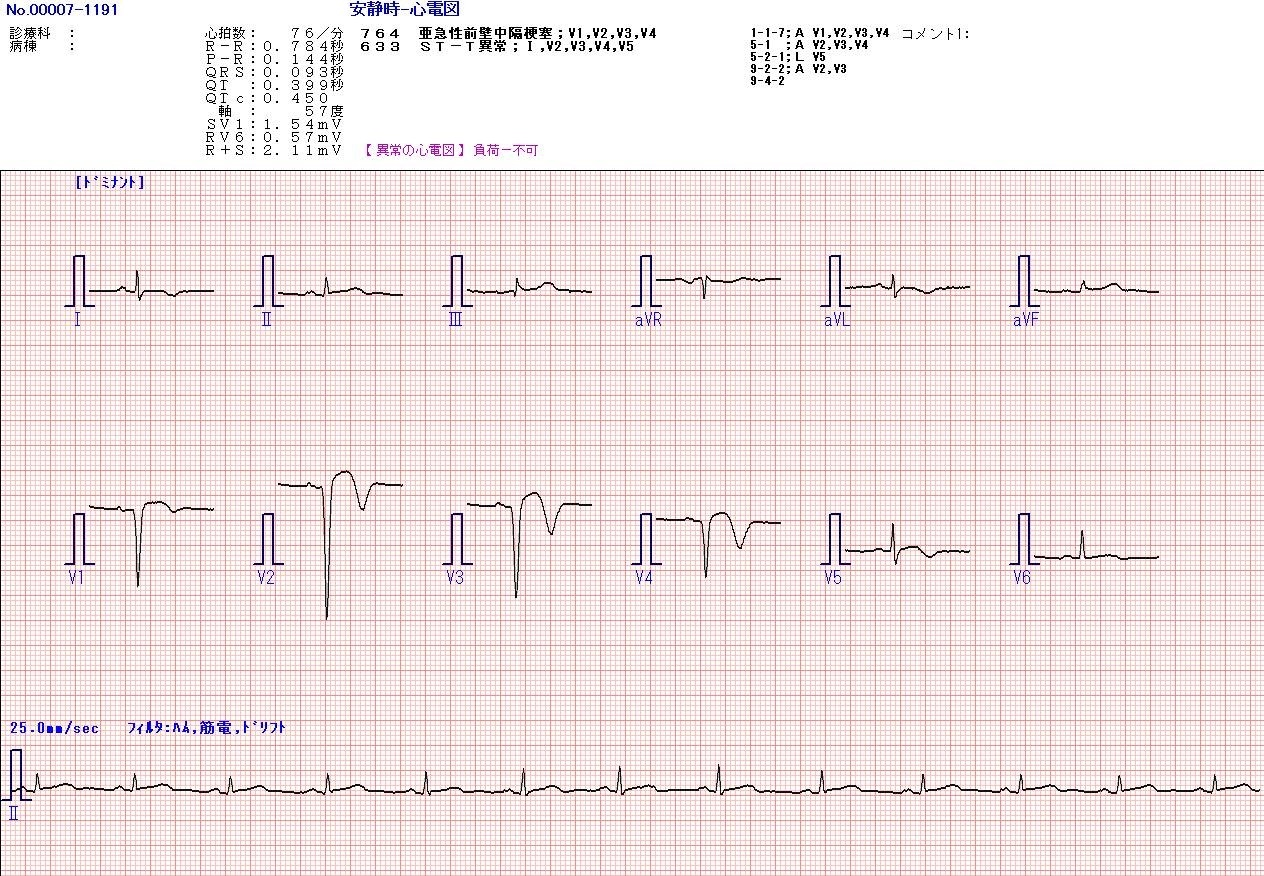 No.00007-1191
安静時-心電図
診療科 :
病棟 :
心拍数: 76/分
R-R:0.784秒
P-R:0.144秒
QRS:0.093秒
QT :0.399秒
QTc:0.450
軸 : 57度
SV1:1.54mV
RV6:0.57mV
R+S:2.11mV
764 亜急性前壁中隔梗塞;V1,V2,V3,V4
633 ST-T異常;I,V2,V3,V4,V5
【異常の心電図】負荷-不可
1-1-7;A V1,V2,V3,V4
5-1 ;A V2,V3,V4
5-2-1;L V5
9-2-2;A V2,V3
9-4-2
コメント1:
[ドミナント]
I
II
III
aVR
aVL
aVF
V1
V2
V3
V4
V5
V6
25.0mm/sec フィルタ:ハム,筋電,ドリフト
II